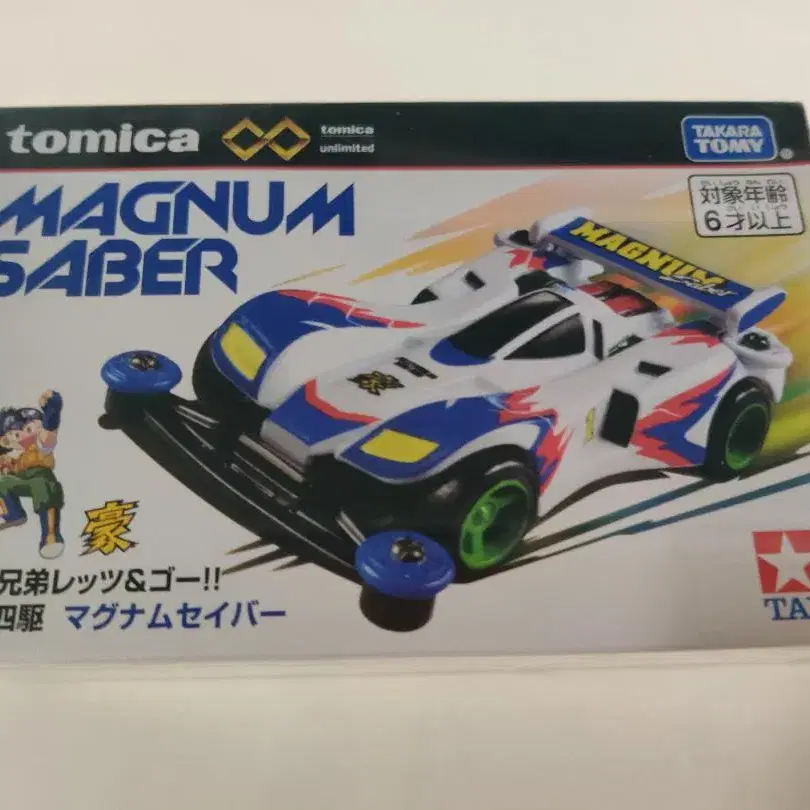 tomica
tomica
unlimited
TAKARA
TOMY
MAGNUM
SABER
対象年齢
6才以上
MAGNUM
Saber
豪
豪
兄弟レッツ&ゴー!!
四駆 マグナムセイバー
TA